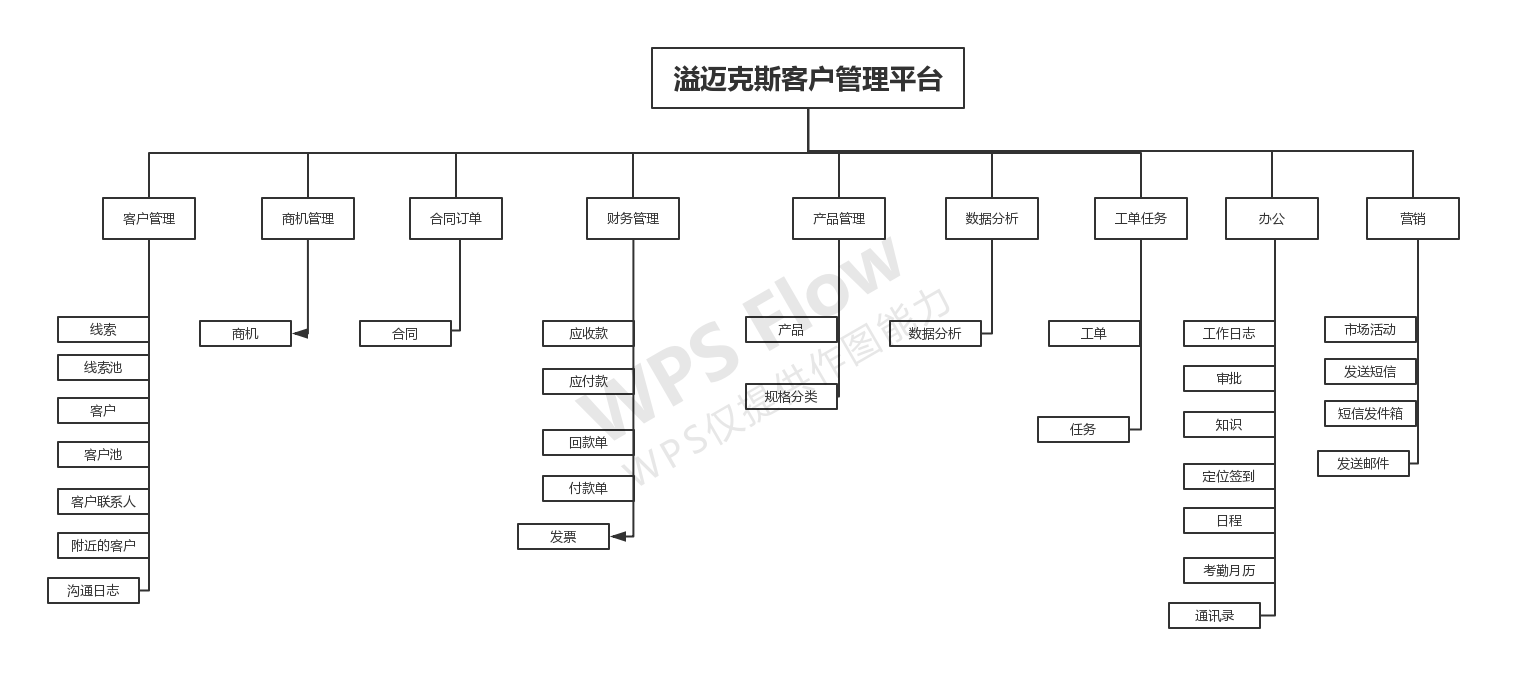 溢迈克斯客户管理平台
客户管理
商机管理
合同订单
财务管理
产品管理
数据分析
工单任务
办公
营销
线索
线索池
客户
客户池
客户联系人
附近的客户
沟通日志
商机
合同
应收款
应付款
回款单
付款单
发票
产品
规格分类
数据分析
工单
任务
工作日志
审批
知识
定位签到
日程
考勤月历
通讯录
市场活动
发送短信
短信发件箱
发送邮件
WPS Flow
WPS仅提供作图能力